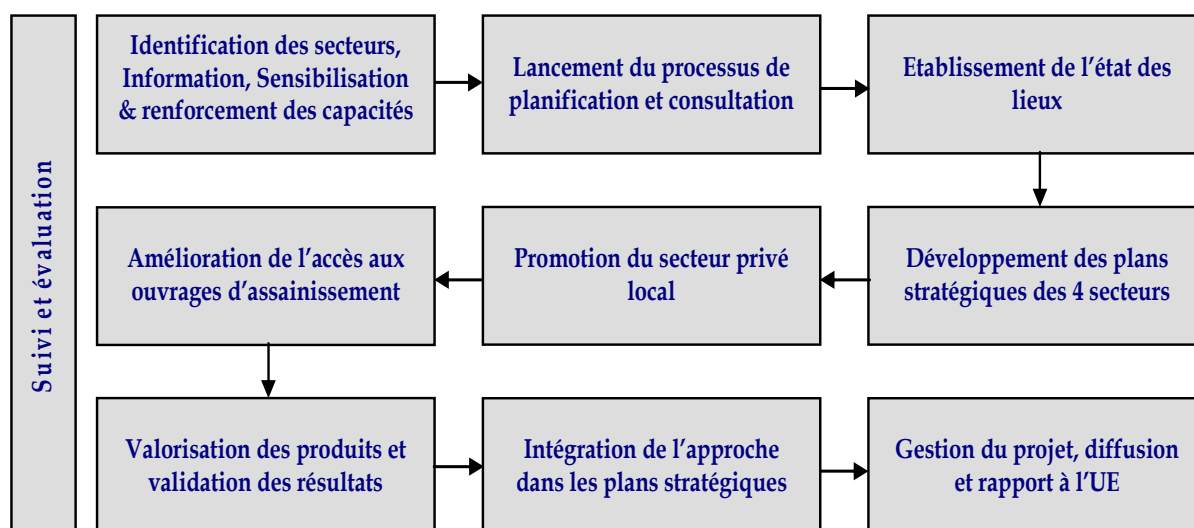 Suivi et évaluation
Identification des secteurs,
Information, Sensibilisation
& renforcement des capacités
Lancement du processus de
planification et consultation
Etablissement de l’état des
lieux
Amélioration de l’accès aux
ouvrages d’assainissement
Promotion du secteur privé
local
Développement des plans
stratégiques des 4 secteurs
Valorisation des produits et
validation des résultats
Intégration de l’approche
dans les plans stratégiques
Gestion du projet, diffusion
et rapport à l’UE